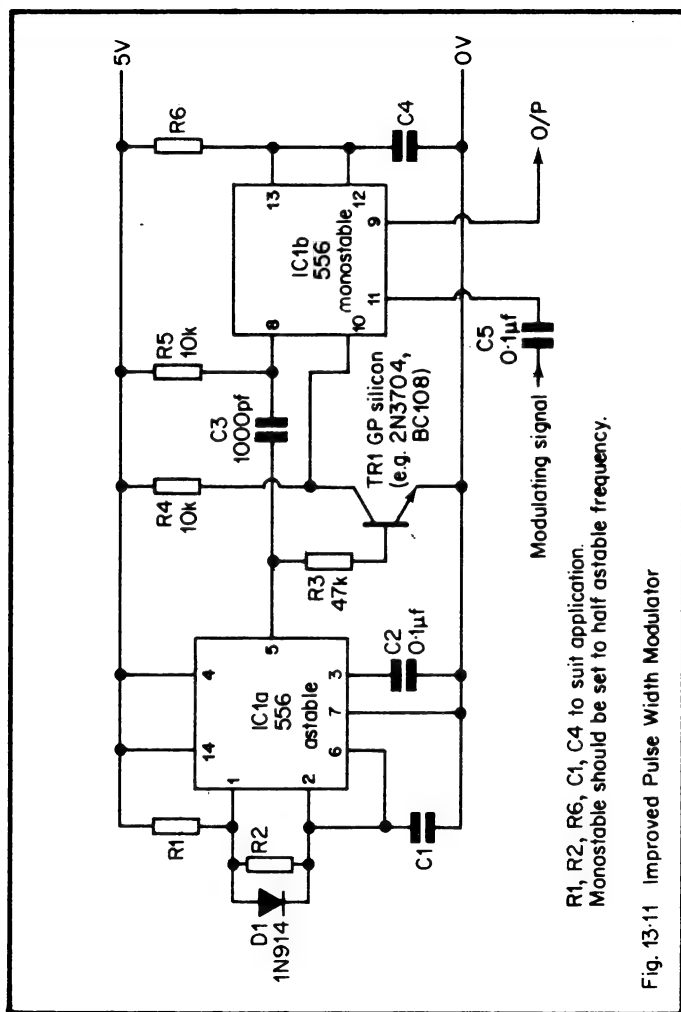 5V
R1
R4
10k
R5
10k
R6
14
4
1
2
6
7
3
5
IC1a
556
astable
D1
1N914
R2
C1
C2
0·1µf
R3
47k
C3
1000pf
TR1 GP silicon
(e.g. 2N3704,
BC108)
8
10
11
9
13
12
IC1b
556
monostable
C4
0V
O/P
Modulating signal
C5
0·1µf
R1, R2, R6, C1, C4 to suit application.
Monostable should be set to half astable frequency.
Fig. 13·11 Improved Pulse Width Modulator